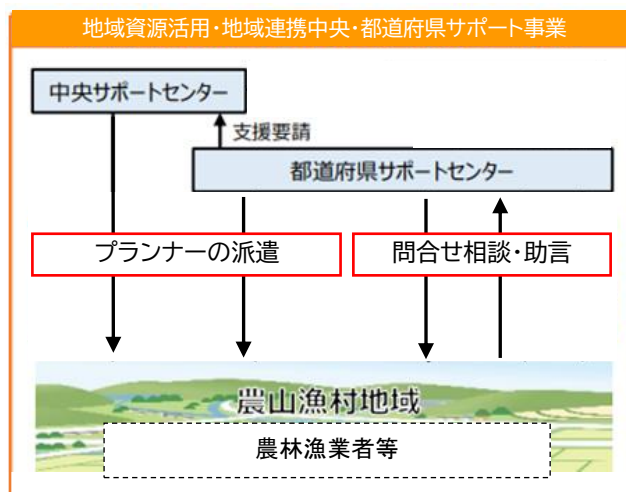 地域資源活用・地域連携中央・都道府県サポート事業
中央サポートセンター
支援要請
都道府県サポートセンター
プランナーの派遣
問合せ相談・助言
農山漁村地域
農林漁業者等